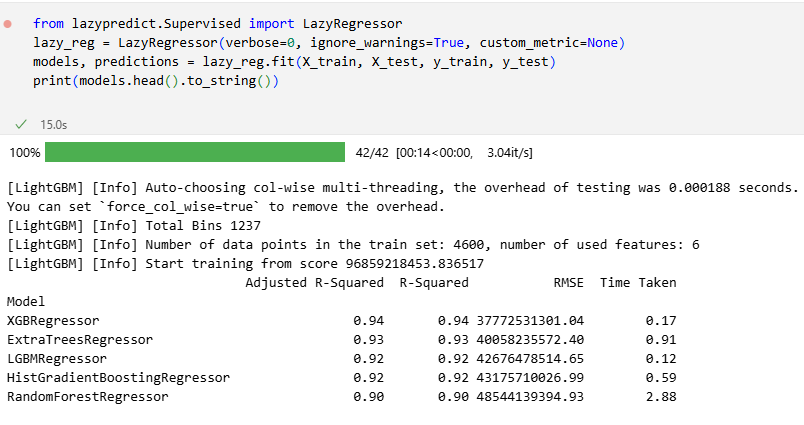 from lazypredict.Supervised import LazyRegressor
lazy_reg = LazyRegressor(verbose=0, ignore_warnings=True, custom_metric=None)
models, predictions = lazy_reg.fit(X_train, X_test, y_train, y_test)
print(models.head().to_string())
15.0s
100% 42/42 [00:14<00:00, 3.04it/s]
[LightGBM] [Info] Auto-choosing col-wise multi-threading, the overhead of testing was 0.000188 seconds.
You can set `force_col_wise=true` to remove the overhead.
[LightGBM] [Info] Total Bins 1237
[LightGBM] [Info] Number of data points in the train set: 4600, number of used features: 6
[LightGBM] [Info] Start training from score 96859218453.836517
Adjusted R-Squared R-Squared RMSE Time Taken
Model
XGBRegressor 0.94 0.94 37772531301.04 0.17
ExtraTreesRegressor 0.93 0.93 40058235572.40 0.91
LGBMRegressor 0.92 0.92 42676478514.65 0.12
HistGradientBoostingRegressor 0.92 0.92 43175710026.99 0.59
RandomForestRegressor 0.90 0.90 48544139394.93 2.88